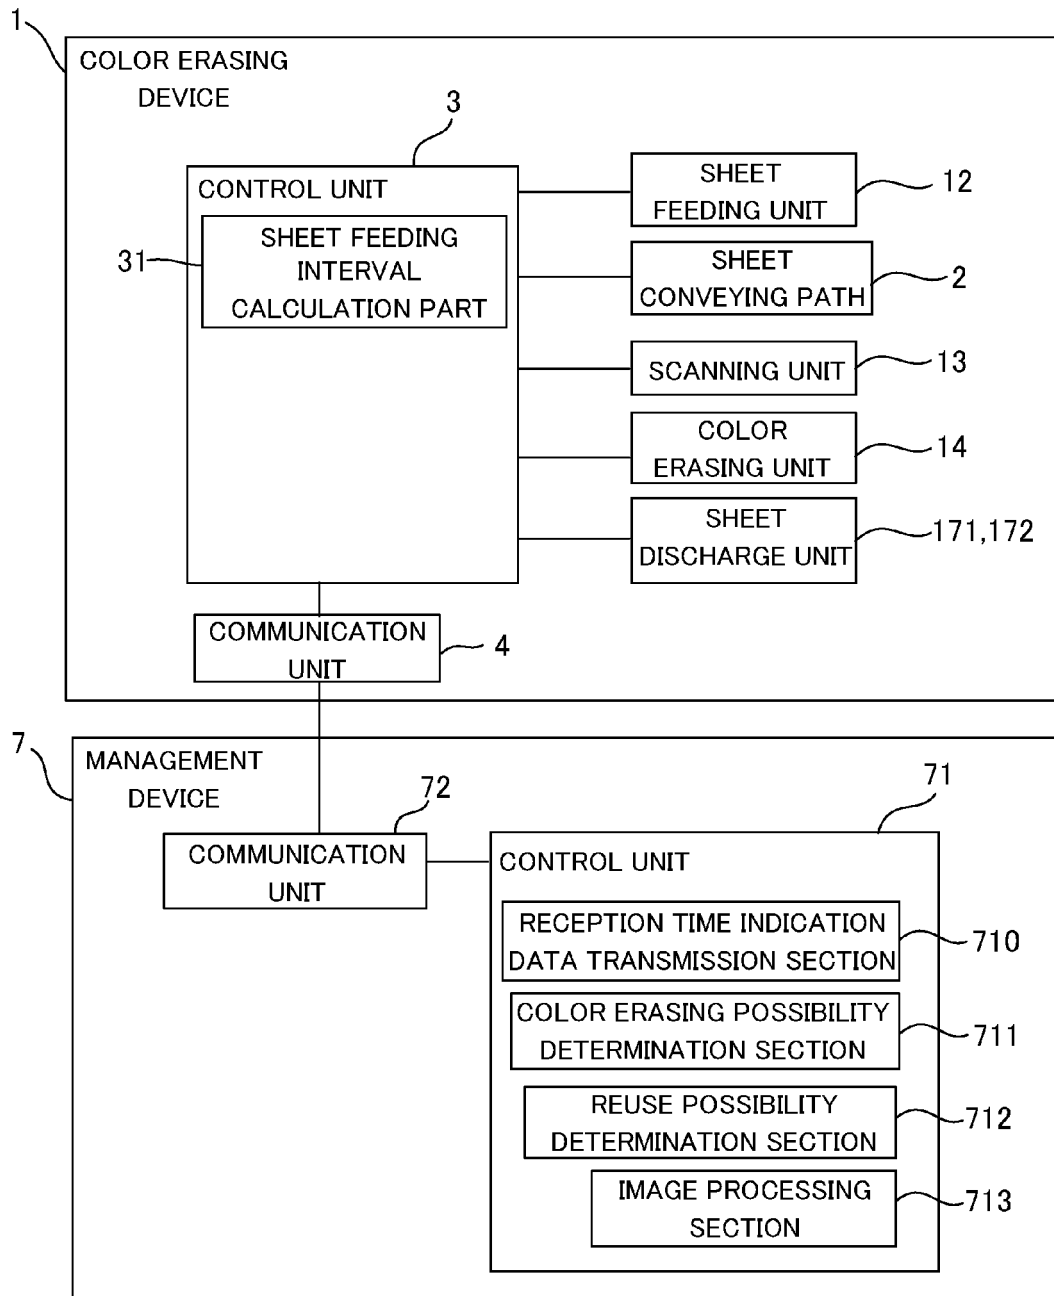 1
COLOR ERASING
DEVICE
3
CONTROL UNIT
31
SHEET FEEDING
INTERVAL
CALCULATION PART
SHEET
FEEDING UNIT
12
SHEET
CONVEYING PATH
2
SCANNING UNIT
13
COLOR
ERASING UNIT
14
SHEET
DISCHARGE UNIT
171,172
COMMUNICATION
UNIT
4
7
MANAGEMENT
DEVICE
72
COMMUNICATION
UNIT
71
CONTROL UNIT
RECEPTION TIME INDICATION
DATA TRANSMISSION SECTION
710
COLOR ERASING POSSIBILITY
DETERMINATION SECTION
711
REUSE POSSIBILITY
DETERMINATION SECTION
712
IMAGE PROCESSING
SECTION
713